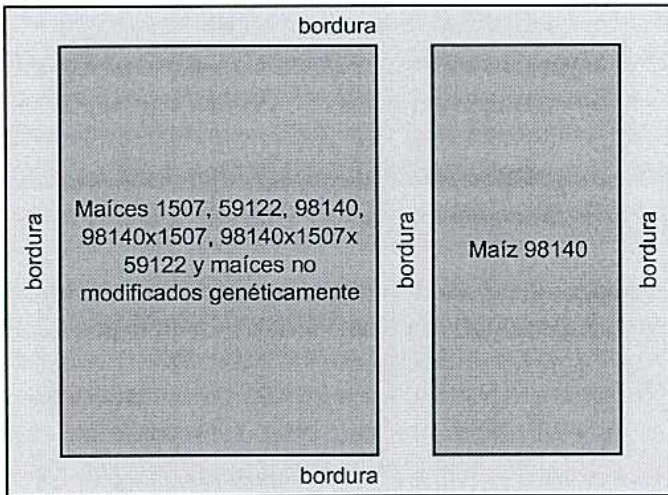 bordura
bordura
Maíces 1507, 59122, 98140,
98140x1507, 98140x1507x
59122 y maíces no
modificados genéticamente
bordura
Maíz 98140
bordura
bordura